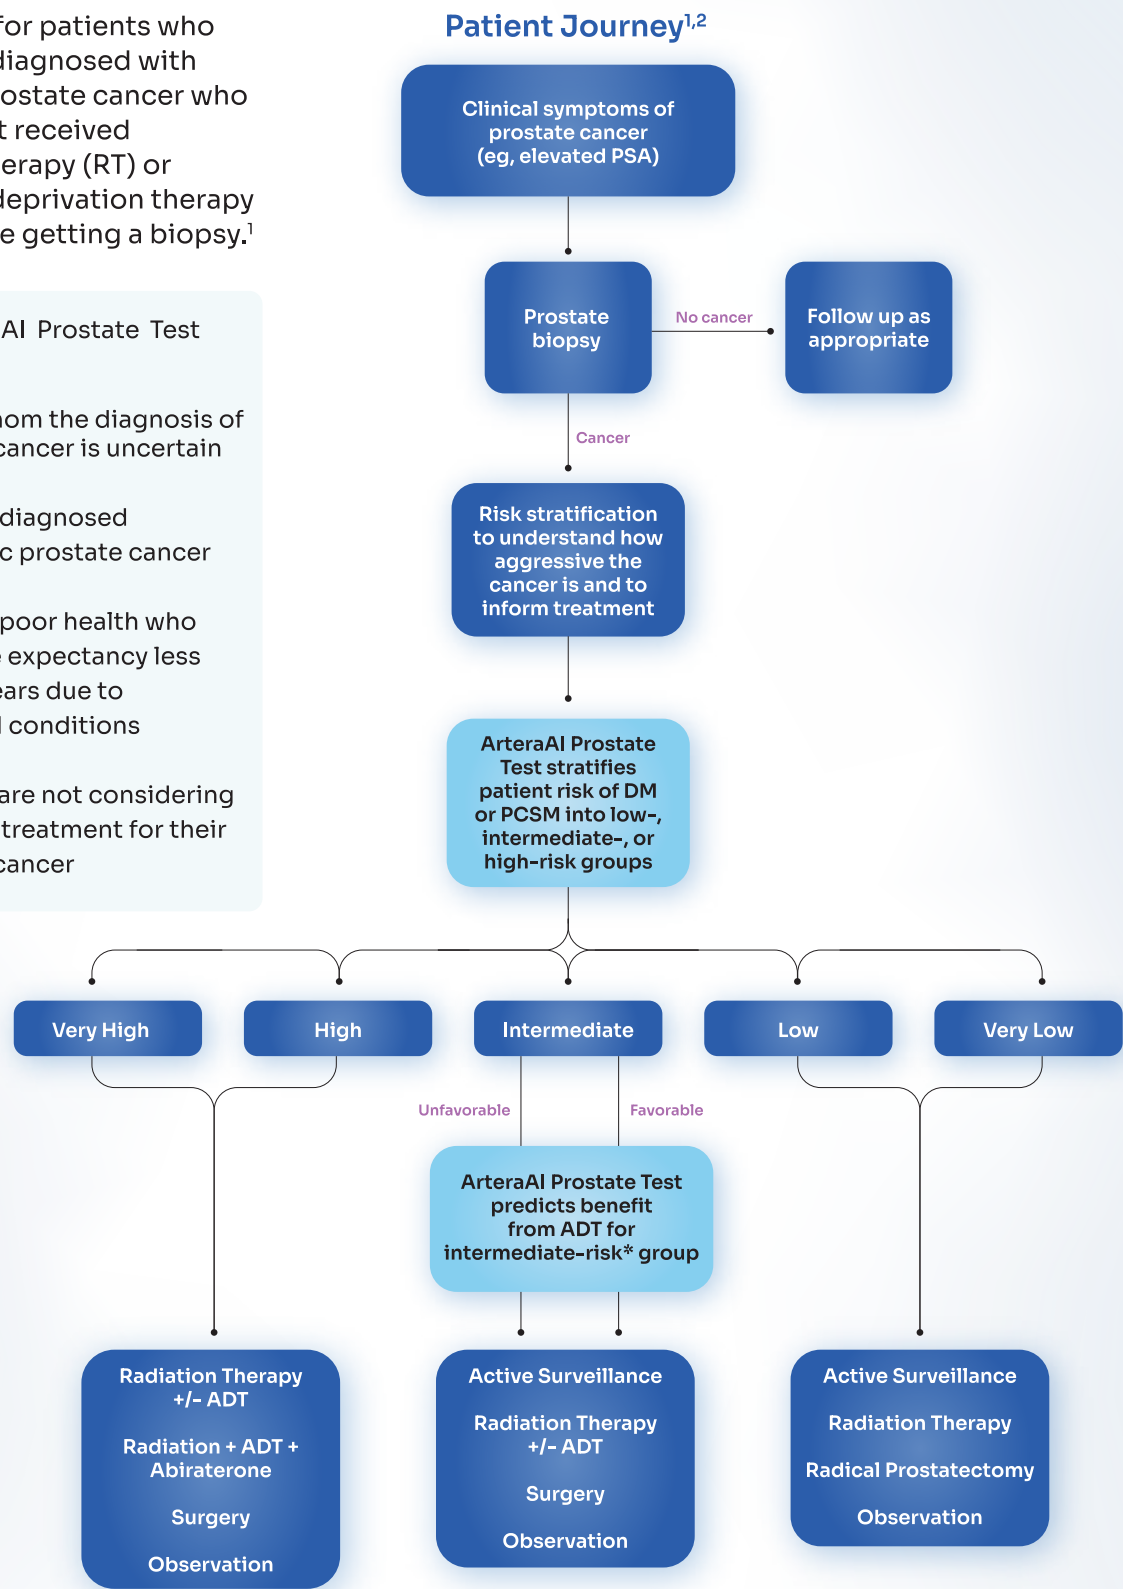 for patients who
diagnosed with
ostate cancer who
t received
erapy (RT) or
deprivation therapy
e getting a biopsy.1
AI Prostate Test
nom the diagnosis of
cancer is uncertain
diagnosed
c prostate cancer
poor health who
e expectancy less
ears due to
l conditions
are not considering
treatment for their
cancer
Patient Journey1,2
Clinical symptoms of
prostate cancer
(eg, elevated PSA)
Prostate
biopsy
No cancer
Follow up as
appropriate
Cancer
Risk stratification
to understand how
aggressive the
cancer is and to
inform treatment
ArteraAI Prostate
Test stratifies
patient risk of DM
or PCSM into low-,
intermediate-, or
high-risk groups
Very High
High
Intermediate
Low
Very Low
Unfavorable
Favorable
ArteraAI Prostate Test
predicts benefit
from ADT for
intermediate-risk* group
Radiation Therapy
+/- ADT
Radiation + ADT +
Abiraterone
Surgery
Observation
Active Surveillance
Radiation Therapy
+/- ADT
Surgery
Observation
Active Surveillance
Radiation Therapy
Radical Prostatectomy
Observation